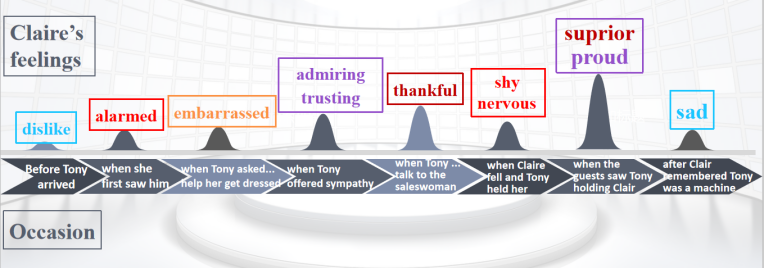 Claire's
feelings
dislike
alarmed
embarrassed
admiring
trusting
thankful
shy
nervous
suprior
proud
sad
Before Tony
arrived
when she
first saw him
when Tony asked...
help her get dressed
when Tony
offered sympathy
when Tony ...
talk to the
saleswoman
when Claire
fell and Tony
held her
when the
guests saw Tony
holding Clair
after Clair
remembered Tony
was a machine
Occasion